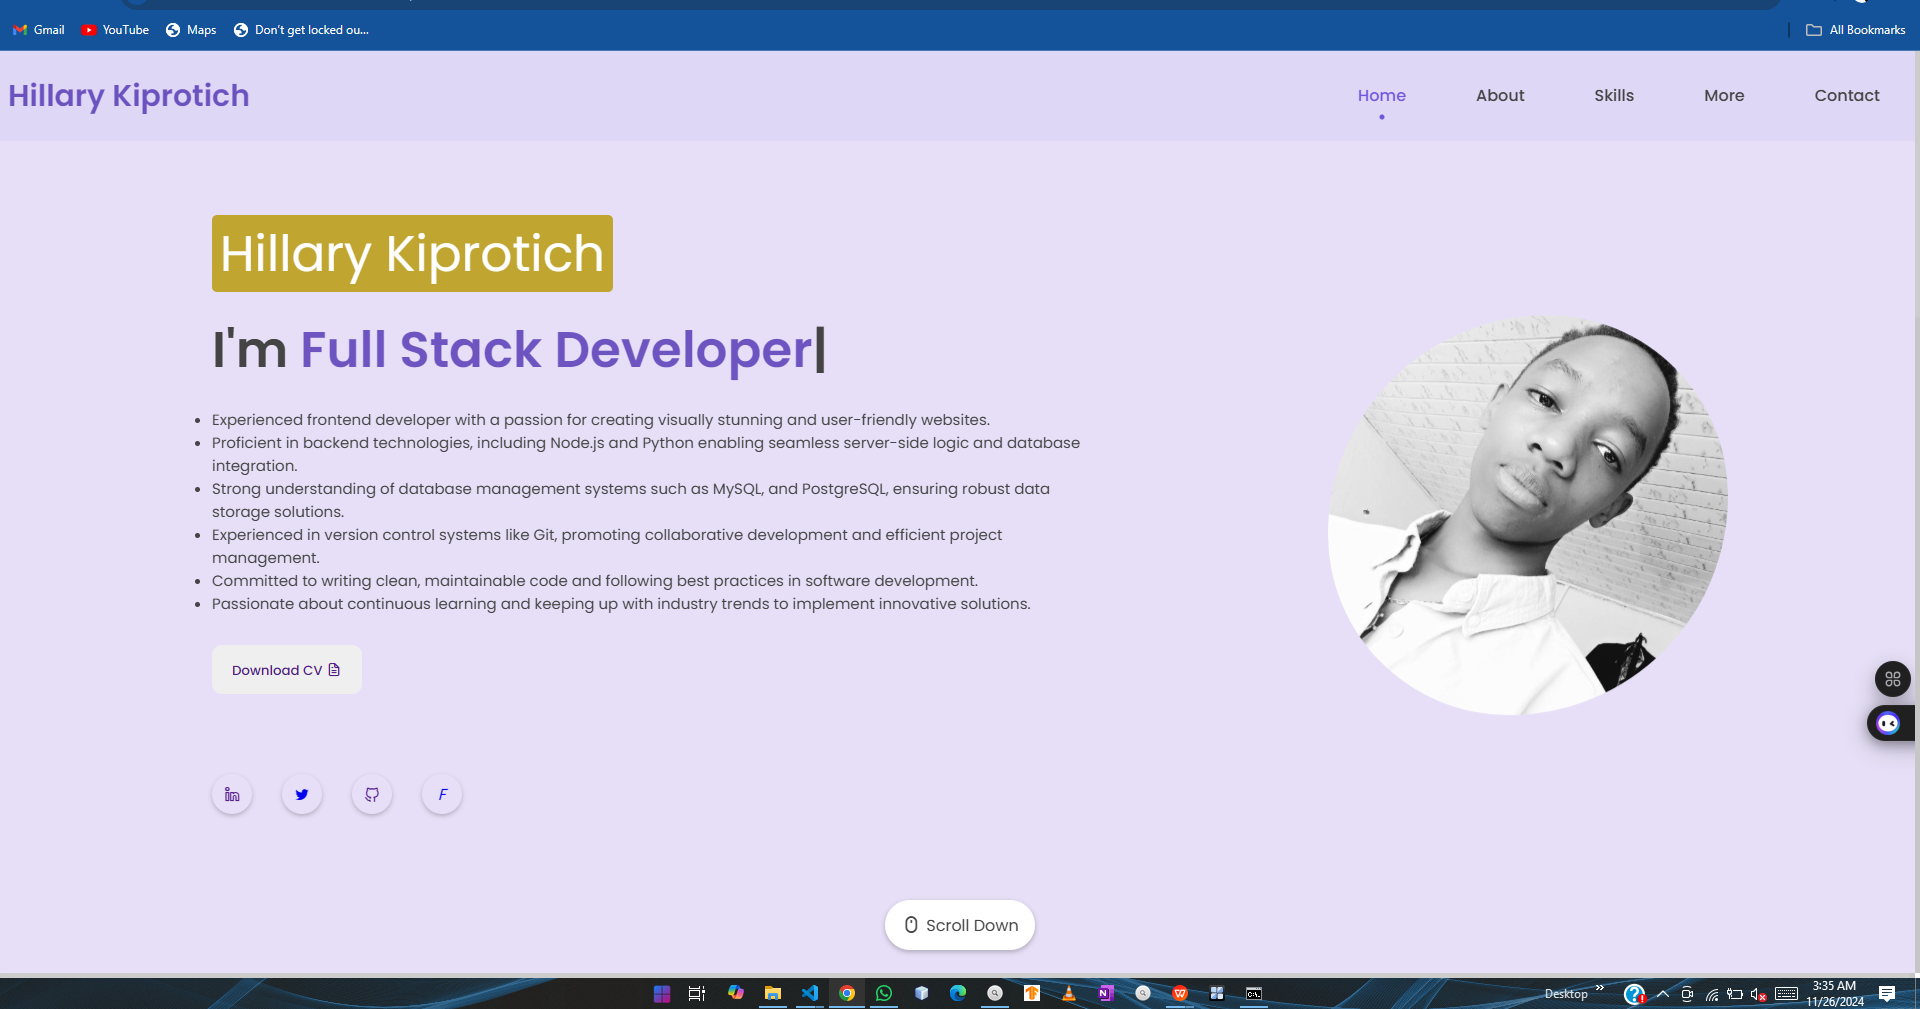 Gmail YouTube Maps Don't get locked ou... All Bookmarks
Hillary Kiprotich Home About Skills More Contact
Hillary Kiprotich
I'm Full Stack Developer|
Experienced frontend developer with a passion for creating visually stunning and user-friendly websites.
Proficient in backend technologies, including Node.js and Python enabling seamless server-side logic and database
integration.
Strong understanding of database management systems such as MySQL, and PostgreSQL, ensuring robust data
storage solutions.
Experienced in version control systems like Git, promoting collaborative development and efficient project
management.
Committed to writing clean, maintainable code and following best practices in software development.
Passionate about continuous learning and keeping up with industry trends to implement innovative solutions.
Download CV
in F
Scroll Down
Desktop 3:35 AM
11/26/2024